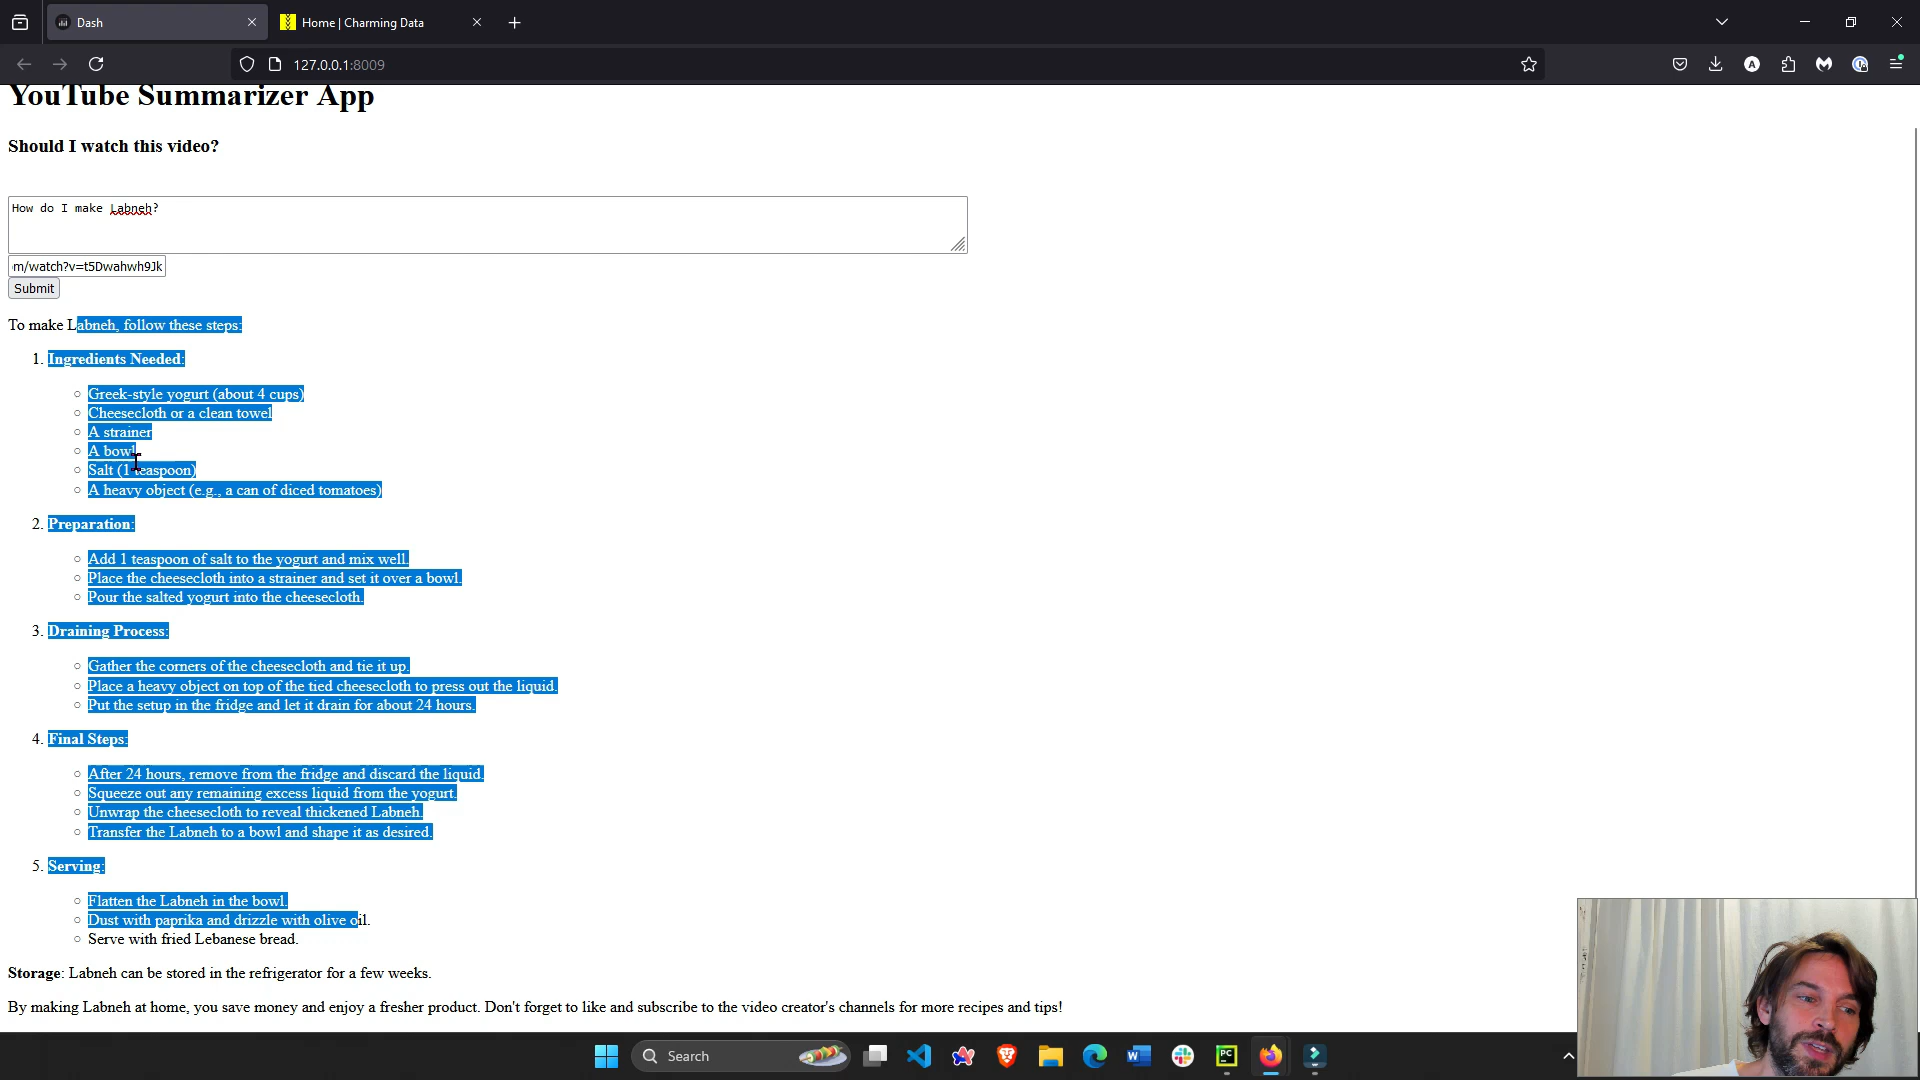 Dash
Home | Charming Data
127.0.0.1:8009
YouTube Summarizer App
Should I watch this video?
How do I make Labneh?
m/watch?v=t5Dwahwh9Jk
Submit
To make Labneh, follow these steps:
1. Ingredients Needed:
Greek-style yogurt (about 4 cups)
Cheesecloth or a clean towel
A strainer
A bowl
Salt (1 teaspoon)
A heavy object (e.g., a can of diced tomatoes)
2. Preparation:
Add 1 teaspoon of salt to the yogurt and mix well.
Place the cheesecloth into a strainer and set it over a bowl.
Pour the salted yogurt into the cheesecloth.
3. Draining Process:
Gather the corners of the cheesecloth and tie it up.
Place a heavy object on top of the tied cheesecloth to press out the liquid.
Put the setup in the fridge and let it drain for about 24 hours.
4. Final Steps:
After 24 hours, remove from the fridge and discard the liquid.
Squeeze out any remaining excess liquid from the yogurt.
Unwrap the cheesecloth to reveal thickened Labneh.
Transfer the Labneh to a bowl and shape it as desired.
5. Serving:
Flatten the Labneh in the bowl.
Dust with paprika and drizzle with olive oil.
Serve with fried Lebanese bread.
Storage: Labneh can be stored in the refrigerator for a few weeks.
By making Labneh at home, you save money and enjoy a fresher product. Don't forget to like and subscribe to the video creator's channels for more recipes and tips!
Search